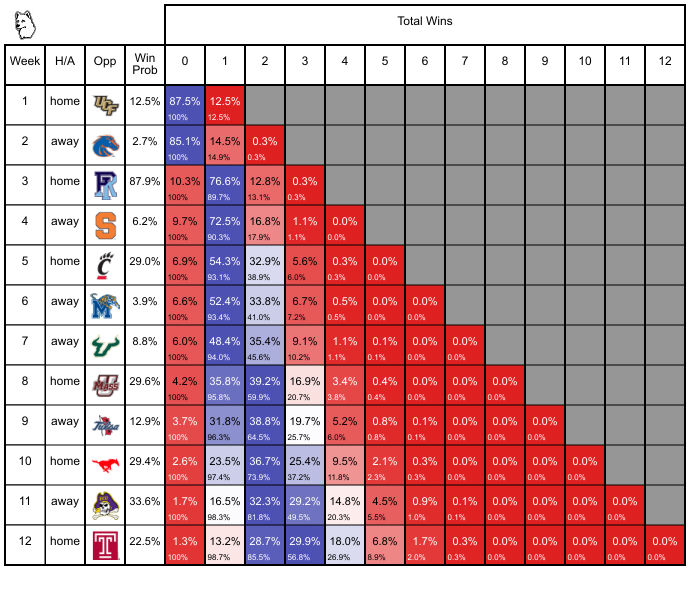 Total Wins
Week H/A Opp Win Prob 0 1 2 3 4 5 6 7 8 9 10 11 12
1 home UCF 12.5% 87.5% 12.5%
100% 12.5%
2 away 2.7% 85.1% 14.5% 0.3%
100% 14.9% 0.3%
3 home R 87.9% 10.3% 76.6% 12.8% 0.3%
100% 89.7% 13.1% 0.3%
4 away S 6.2% 9.7% 72.5% 16.8% 1.1% 0.0%
100% 90.3% 17.9% 1.1% 0.0%
5 home C 29.0% 6.9% 54.3% 32.9% 5.6% 0.3% 0.0%
100% 93.1% 38.9% 6.0% 0.3% 0.0%
6 away M 3.9% 6.6% 52.4% 33.8% 6.7% 0.5% 0.0% 0.0%
100% 93.4% 41.0% 7.2% 0.5% 0.0% 0.0%
7 away 8.8% 6.0% 48.4% 35.4% 9.1% 1.1% 0.1% 0.0% 0.0%
100% 94.0% 45.6% 10.2% 1.1% 0.1% 0.0% 0.0%
8 home UMass 29.6% 4.2% 35.8% 39.2% 16.9% 3.4% 0.4% 0.0% 0.0% 0.0%
100% 95.8% 59.9% 20.7% 3.8% 0.4% 0.0% 0.0% 0.0%
9 away Tulsa 12.9% 3.7% 31.8% 38.8% 19.7% 5.2% 0.8% 0.1% 0.0% 0.0% 0.0%
100% 96.3% 64.5% 25.7% 6.0% 0.8% 0.1% 0.0% 0.0% 0.0%
10 home 29.4% 2.6% 23.5% 36.7% 25.4% 9.5% 2.1% 0.3% 0.0% 0.0% 0.0% 0.0%
100% 97.4% 73.9% 37.2% 11.8% 2.3% 0.3% 0.0% 0.0% 0.0% 0.0%
11 away 33.6% 1.7% 16.5% 32.3% 29.2% 14.8% 4.5% 0.9% 0.1% 0.0% 0.0% 0.0% 0.0%
100% 98.3% 81.8% 49.5% 20.3% 5.5% 1.0% 0.1% 0.0% 0.0% 0.0% 0.0%
12 home T 22.5% 1.3% 13.2% 28.7% 29.9% 18.0% 6.8% 1.7% 0.3% 0.0% 0.0% 0.0% 0.0% 0.0%
100% 98.7% 85.5% 56.8% 26.9% 8.9% 2.0% 0.3% 0.0% 0.0% 0.0% 0.0% 0.0%